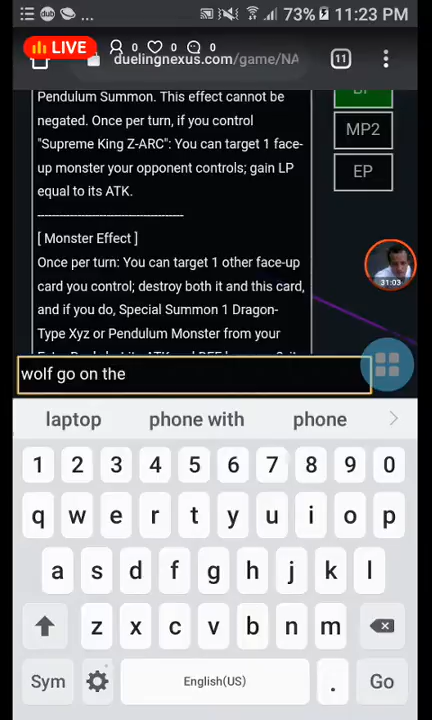 dub ... 73% 11:23 PM
LIVE 0 0 0
duelingnexus.com/game/NA 11
Pendulum Summon. This effect cannot be
negated. Once per turn, if you control
"Supreme King Z-ARC": You can target 1 face-
up monster your opponent controls; gain LP
equal to its ATK.
----------------------------------------
[ Monster Effect ]
Once per turn: You can target 1 other face-up
card you control; destroy both it and this card,
and if you do, Special Summon 1 Dragon-
Type Xyz or Pendulum Monster from your
MP2
EP
31:03
wolf go on the
laptop phone with phone
1 2 3 4 5 6 7 8 9 0
q w e r t y u i o p
a s d f g h j k l
z x c v b n m
Sym English(US) . Go